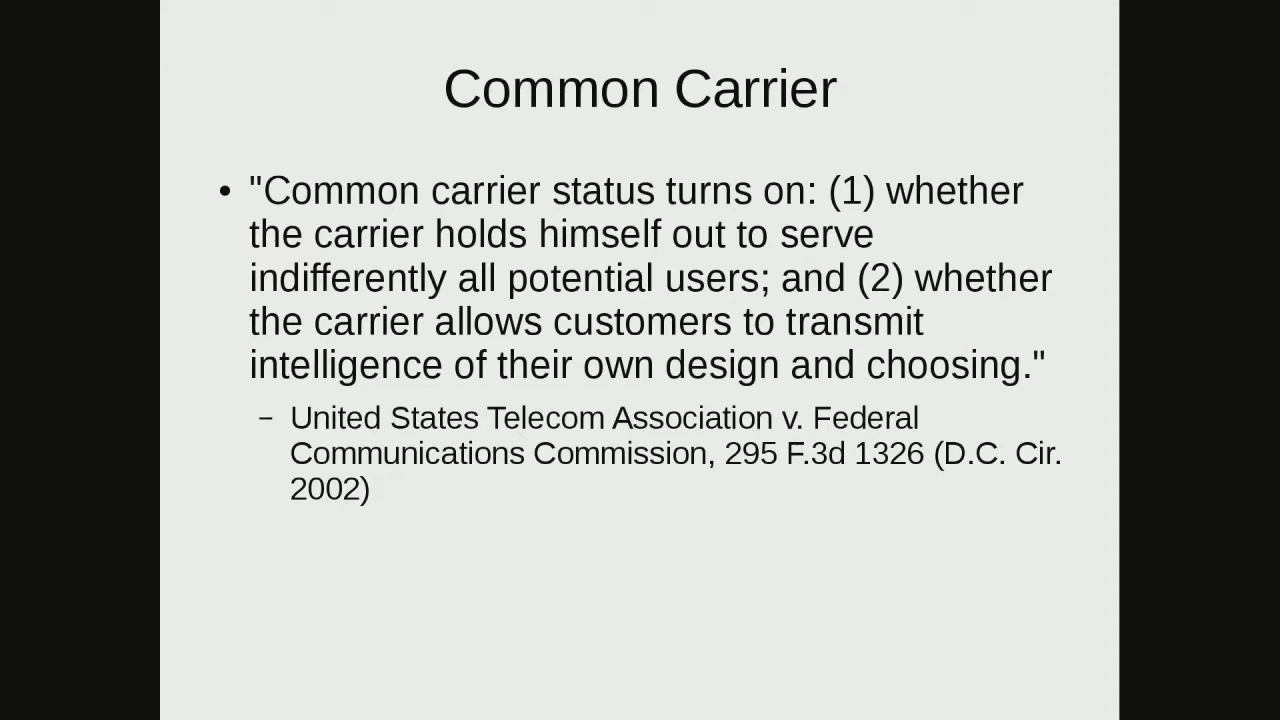 Common Carrier
• "Common carrier status turns on: (1) whether
the carrier holds himself out to serve
indifferently all potential users; and (2) whether
the carrier allows customers to transmit
intelligence of their own design and choosing."
– United States Telecom Association v. Federal
Communications Commission, 295 F.3d 1326 (D.C. Cir.
2002)